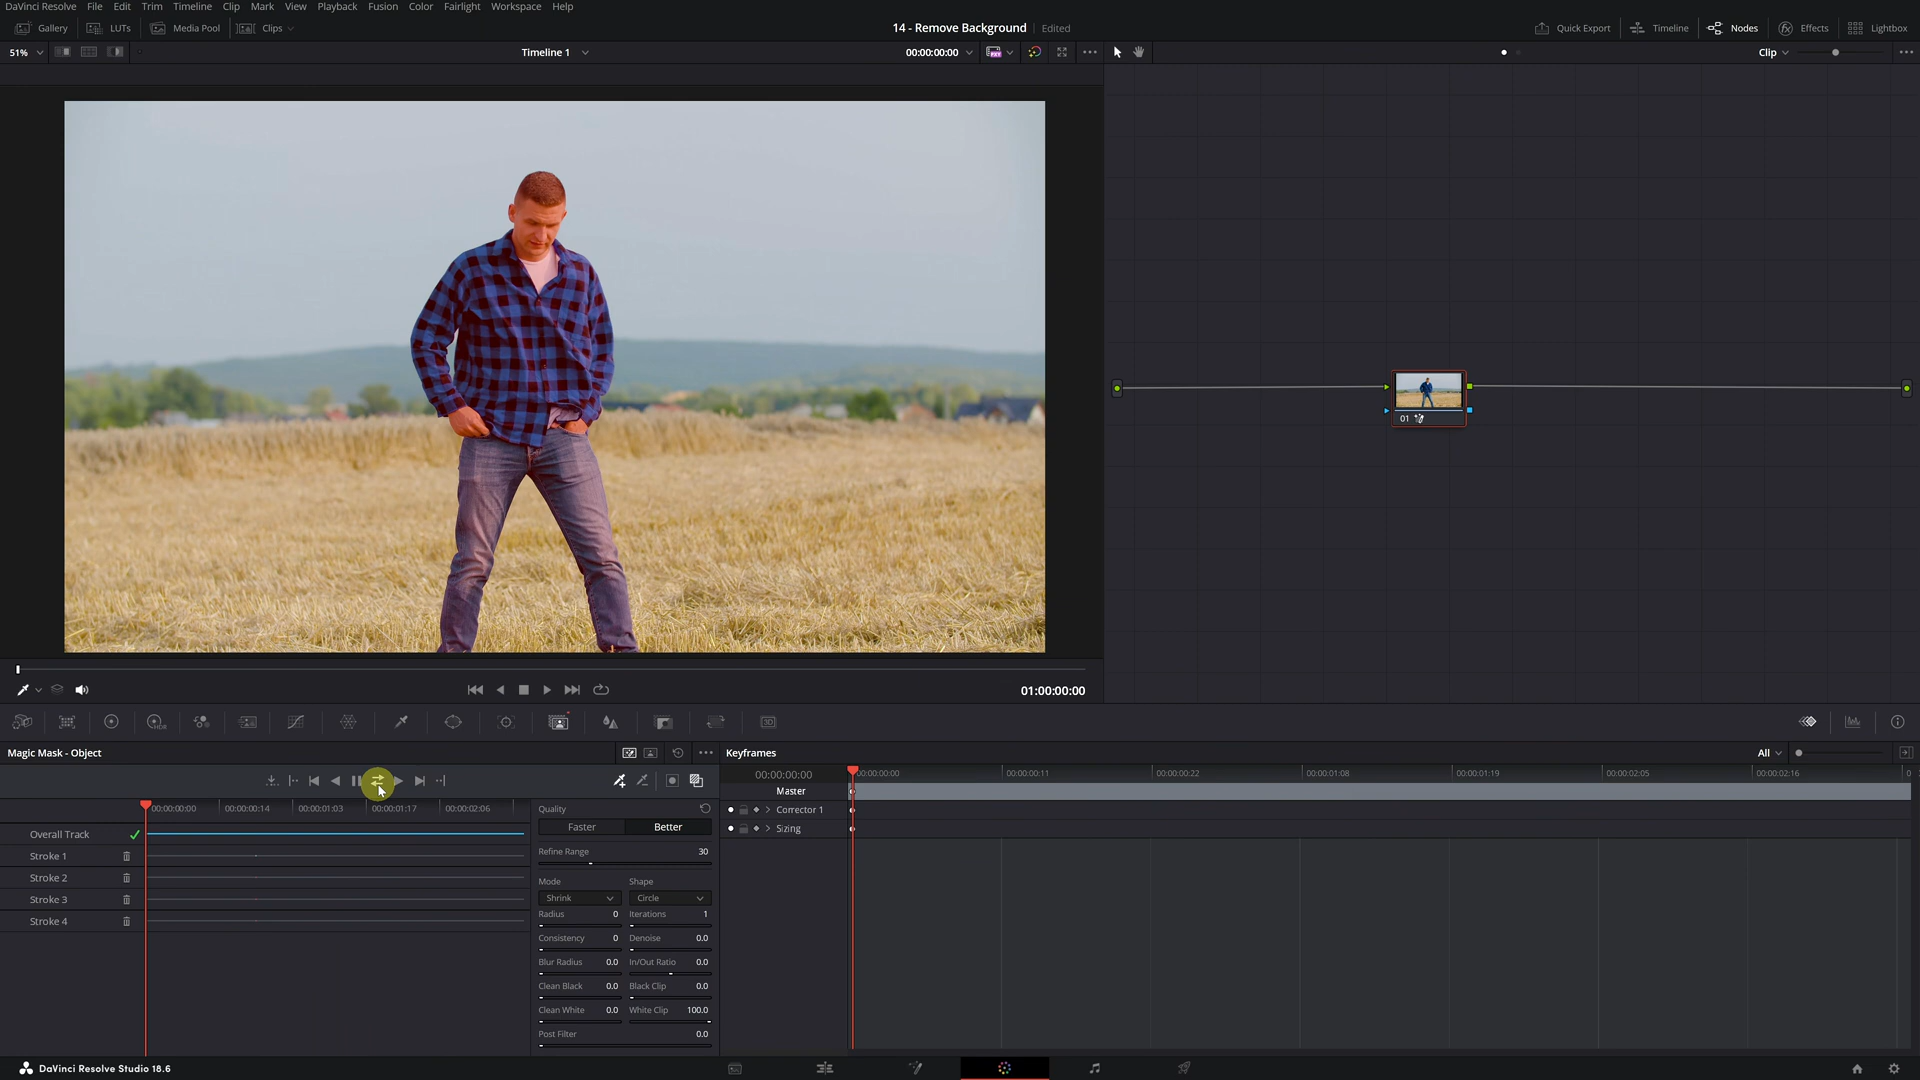 DaVinci Resolve File Edit Trim Timeline Clip Mark View Playback Fusion Color Fairlight Workspace Help
Gallery LUTs Media Pool Clips 14 - Remove Background Edited Quick Export Timeline Nodes Effects Lightbox
51% Timeline 1 00:00:00:00 Clip
01
01:00:00:00
HDR
3D
Magic Mask - Object Keyframes All
00:00:00:00 00:00:00:00 00:00:00:11 00:00:00:22 00:00:01:08 00:00:01:19 00:00:02:05 00:00:02:16 0
Master
00:00:00:00 00:00:00:14 00:00:01:03 00:00:01:17 00:00:02:06 Quality Corrector 1
Faster Better Sizing
Overall Track
Refine Range 30
Stroke 1
Stroke 2 Mode Shape
Stroke 3 Shrink Circle
Stroke 4 Radius 0 Iterations 1
Consistency 0 Denoise 0.0
Blur Radius 0.0 In/Out Ratio 0.0
Clean Black 0.0 Black Clip 0.0
Clean White 0.0 White Clip 100.0
Post Filter 0.0
DaVinci Resolve Studio 18.6